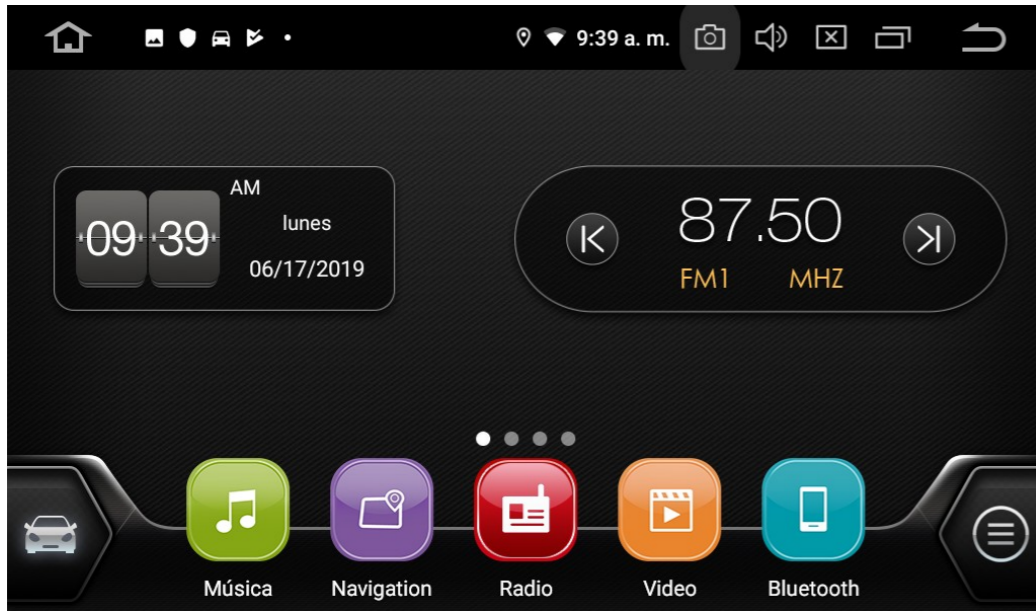 9:39 a. m.
AM
09 39
lunes
06/17/2019
87.50
FM1 MHZ
Música Navigation Radio Video Bluetooth